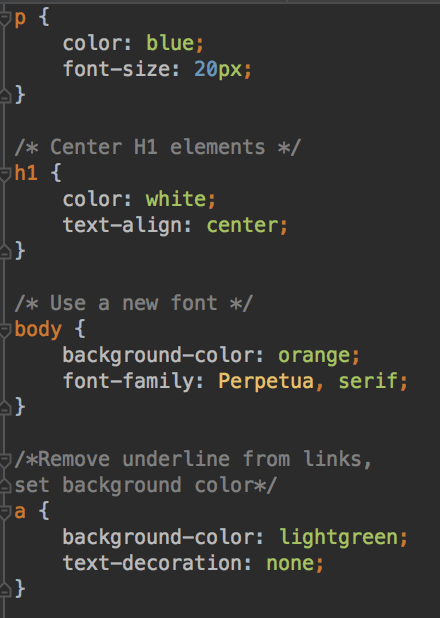 p {
    color: blue;
    font-size: 20px;
}

/* Center H1 elements */
h1 {
    color: white;
    text-align: center;
}

/* Use a new font */
body {
    background-color: orange;
    font-family: Perpetua, serif;
}

/*Remove underline from links,
set background color*/
a {
    background-color: lightgreen;
    text-decoration: none;
}